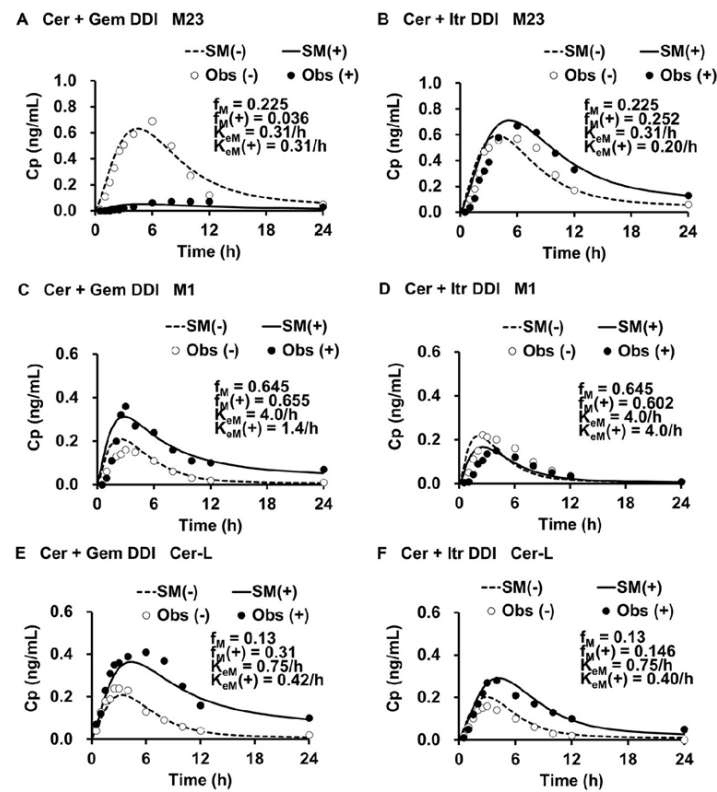 A Cer + Gem DDI M23
SM(-) SM(+)
Obs (-) Obs (+)
1.0
0.8
0.6
0.4
0.2
0.0
Cp (ng/mL)
fM = 0.225
fM(+) = 0.036
KeM = 0.31/h
KeM(+) = 0.31/h
0 6 12 18 24
Time (h)
B Cer + Itr DDI M23
SM(-) SM(+)
Obs (-) Obs (+)
1.0
0.8
0.6
0.4
0.2
0.0
Cp (ng/mL)
fM = 0.225
fM(+) = 0.252
KeM = 0.31/h
KeM(+) = 0.20/h
0 6 12 18 24
Time (h)
C Cer + Gem DDI M1
SM(-) SM(+)
Obs (-) Obs (+)
0.6
0.4
0.2
0.0
Cp (ng/mL)
fM = 0.645
fM(+) = 0.655
KeM = 4.0/h
KeM(+) = 1.4/h
0 6 12 18 24
Time (h)
D Cer + Itr DDI M1
SM(-) SM(+)
Obs (-) Obs (+)
0.6
0.4
0.2
0.0
Cp (ng/mL)
fM = 0.645
fM(+) = 0.602
KeM = 4.0/h
KeM(+) = 4.0/h
0 6 12 18 24
Time (h)
E Cer + Gem DDI Cer-L
SM(-) SM(+)
Obs (-) Obs (+)
0.6
0.4
0.2
0.0
Cp (ng/mL)
fM = 0.13
fM(+) = 0.31
KeM = 0.75/h
KeM(+) = 0.42/h
0 6 12 18 24
Time (h)
F Cer + Itr DDI Cer-L
SM(-) SM(+)
Obs (-) Obs (+)
0.6
0.4
0.2
0.0
Cp (ng/mL)
fM = 0.13
fM(+) = 0.146
KeM = 0.75/h
KeM(+) = 0.40/h
0 6 12 18 24
Time (h)